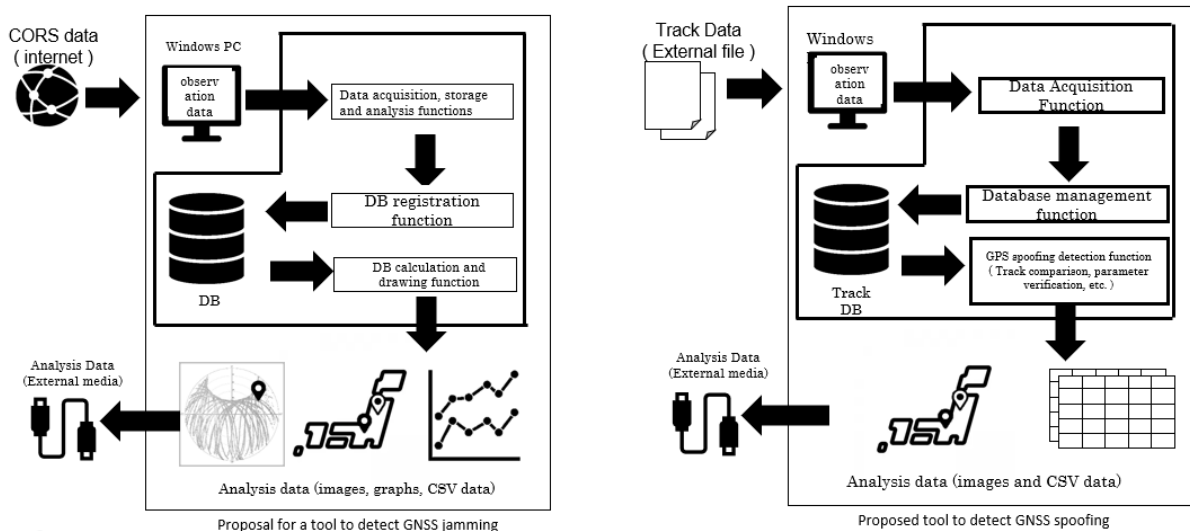 CORS data
( internet )
Windows PC
observ
ation
data
Data acquisition, storage
and analysis functions
DB registration
function
DB calculation and
drawing function
DB
Analysis Data
(External media)
Analysis data (images, graphs, CSV data)
Proposal for a tool to detect GNSS jamming
Track Data
( External file )
Windows
observ
ation
data
Data Acquisition
Function
Database management
function
GPS spoofing detection function
( Track comparison, parameter
verification, etc. )
Track
DB
Analysis Data
(External media)
Analysis data (images and CSV data)
Proposed tool to detect GNSS spoofing